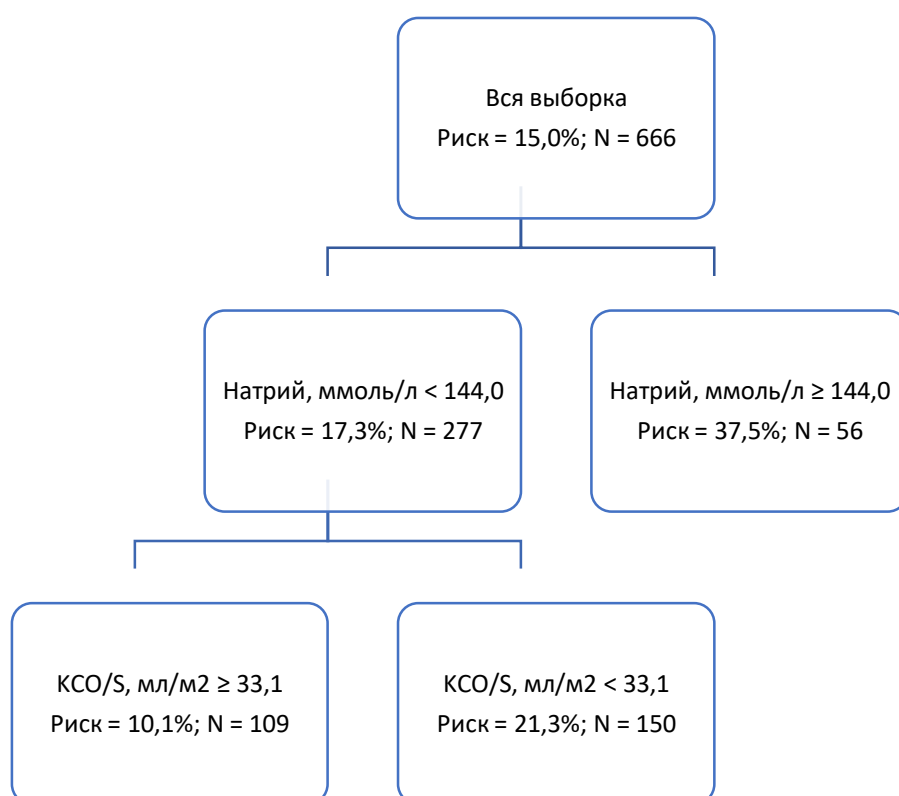 Вся выборка
Риск = 15,0%; N = 666
Натрий, ммоль/л < 144,0
Риск = 17,3%; N = 277
Натрий, ммоль/л ≥ 144,0
Риск = 37,5%; N = 56
КСО/S, мл/м2 ≥ 33,1
Риск = 10,1%; N = 109
КСО/S, мл/м2 < 33,1
Риск = 21,3%; N = 150